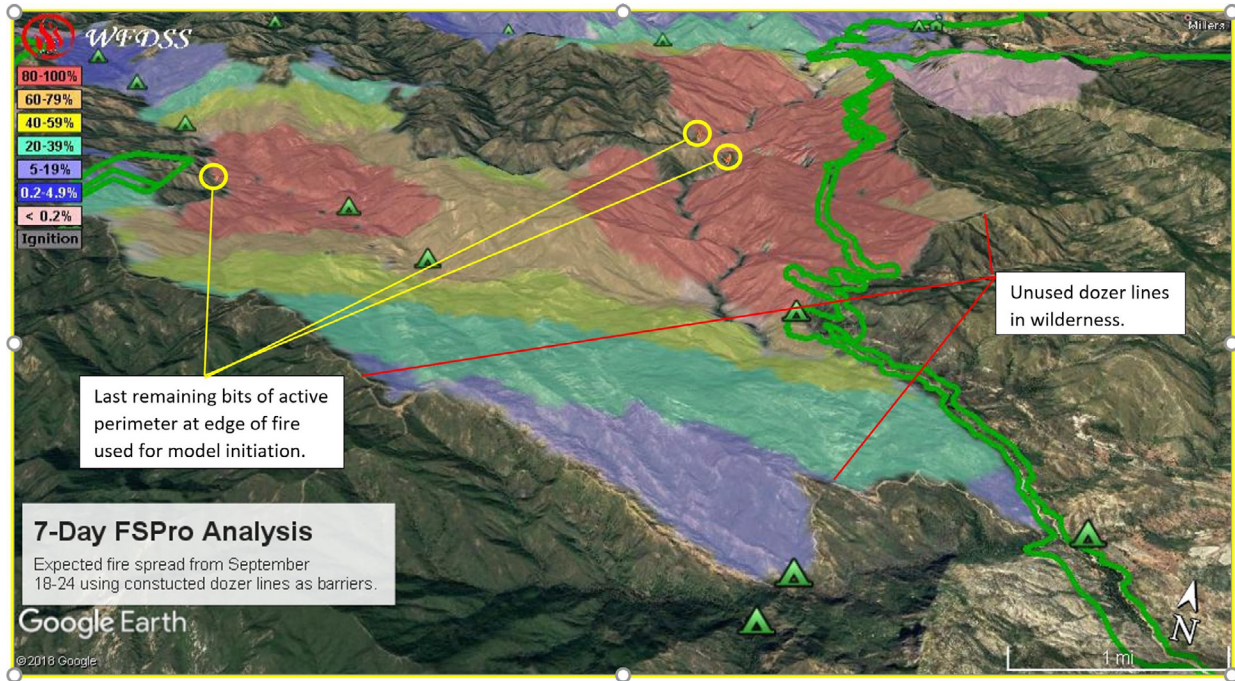 WFDSS
Millers
80-100%
60-79%
40-59%
20-39%
5-19%
0.2-4.9%
< 0.2%
Ignition
Unused dozer lines
in wilderness.
Last remaining bits of active
perimeter at edge of fire
used for model initiation.
7-Day FSPro Analysis
Expected fire spread from September
18-24 using constucted dozer lines as barriers.
Google Earth
©2018 Google
N
1 mi